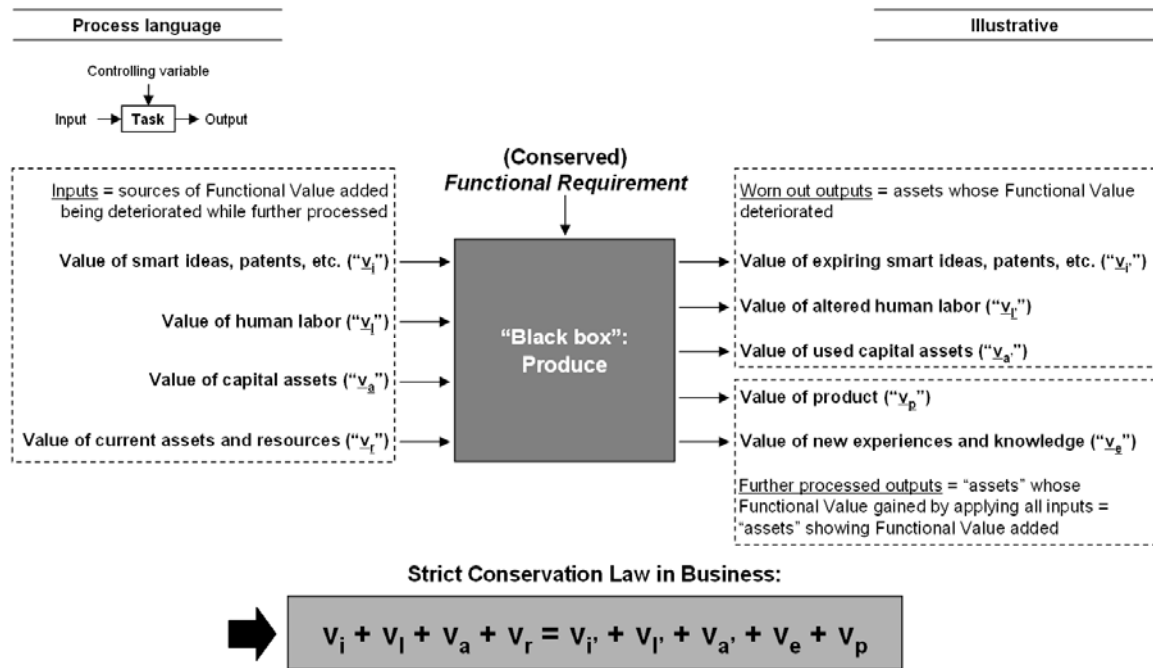 Process language
Illustrative
Controlling variable
Input
Task
Output
(Conserved)
Functional Requirement
Inputs = sources of Functional Value added
being deteriorated while further processed
Value of smart ideas, patents, etc. (“vi”)
Value of human labor (“vl”)
Value of capital assets (“va”)
Value of current assets and resources (“vr”)
“Black box”:
Produce
Worn out outputs = assets whose Functional Value
deteriorated
Value of expiring smart ideas, patents, etc. (“vi’”)
Value of altered human labor (“vl’”)
Value of used capital assets (“va’”)
Value of product (“vp”)
Value of new experiences and knowledge (“ve”)
Further processed outputs = “assets” whose
Functional Value gained by applying all inputs =
“assets” showing Functional Value added
Strict Conservation Law in Business:
vi + vl + va + vr = vi’ + vl’ + va’ + ve + vp